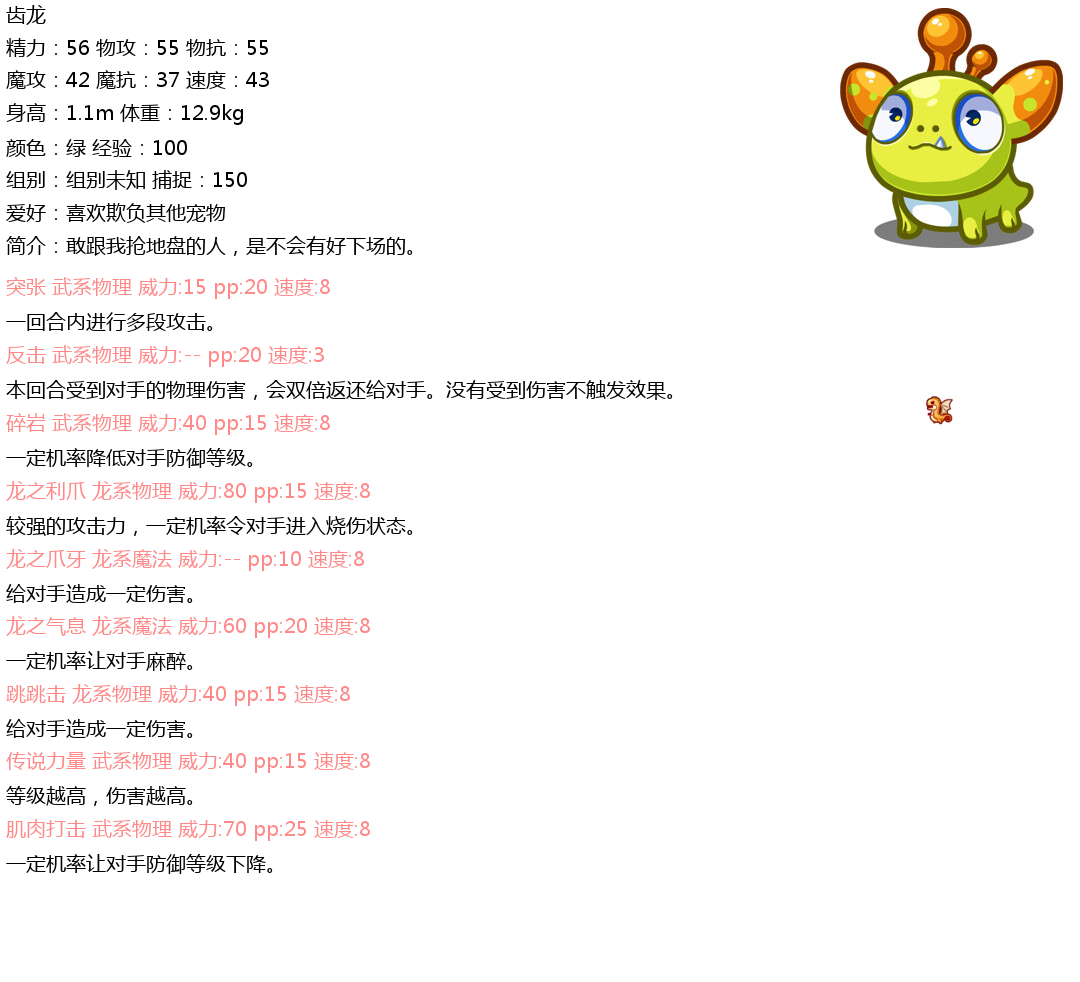 齿龙
精力：56 物攻：55 物抗：55
魔攻：42 魔抗：37 速度：43
身高：1.1m 体重：12.9kg
颜色：绿 经验：100
组别：组别未知 捕捉：150
爱好：喜欢欺负其他宠物
简介：敢跟我抢地盘的人，是不会有好下场的。
突张 武系物理 威力:15 pp:20 速度:8
一回合内进行多段攻击。
反击 武系物理 威力:-- pp:20 速度:3
本回合受到对手的物理伤害，会双倍返还给对手。没有受到伤害不触发效果。
碎岩 武系物理 威力:40 pp:15 速度:8
一定机率降低对手防御等级。
龙之利爪 龙系物理 威力:80 pp:15 速度:8
较强的攻击力，一定机率令对手进入烧伤状态。
龙之爪牙 龙系魔法 威力:-- pp:10 速度:8
给对手造成一定伤害。
龙之气息 龙系魔法 威力:60 pp:20 速度:8
一定机率让对手麻醉。
跳跳击 龙系物理 威力:40 pp:15 速度:8
给对手造成一定伤害。
传说力量 武系物理 威力:40 pp:15 速度:8
等级越高，伤害越高。
肌肉打击 武系物理 威力:70 pp:25 速度:8
一定机率让对手防御等级下降。